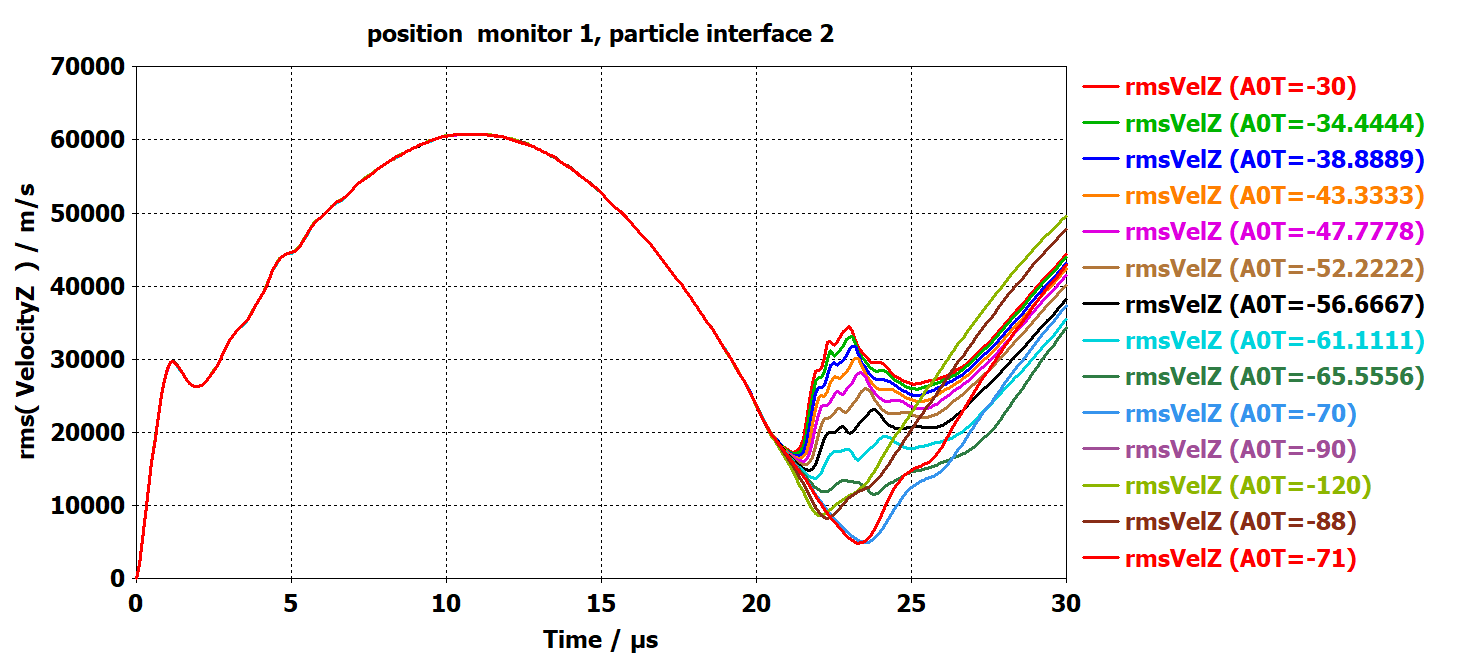 position  monitor 1, particle interface 2
rms( VelocityZ  ) / m/s
70000
60000
50000
40000
30000
20000
10000
0
0 5 10 15 20 25 30
Time / µs
rmsVelZ (A0T=-30)
rmsVelZ (A0T=-34.4444)
rmsVelZ (A0T=-38.8889)
rmsVelZ (A0T=-43.3333)
rmsVelZ (A0T=-47.7778)
rmsVelZ (A0T=-52.2222)
rmsVelZ (A0T=-56.6667)
rmsVelZ (A0T=-61.1111)
rmsVelZ (A0T=-65.5556)
rmsVelZ (A0T=-70)
rmsVelZ (A0T=-90)
rmsVelZ (A0T=-120)
rmsVelZ (A0T=-88)
rmsVelZ (A0T=-71)